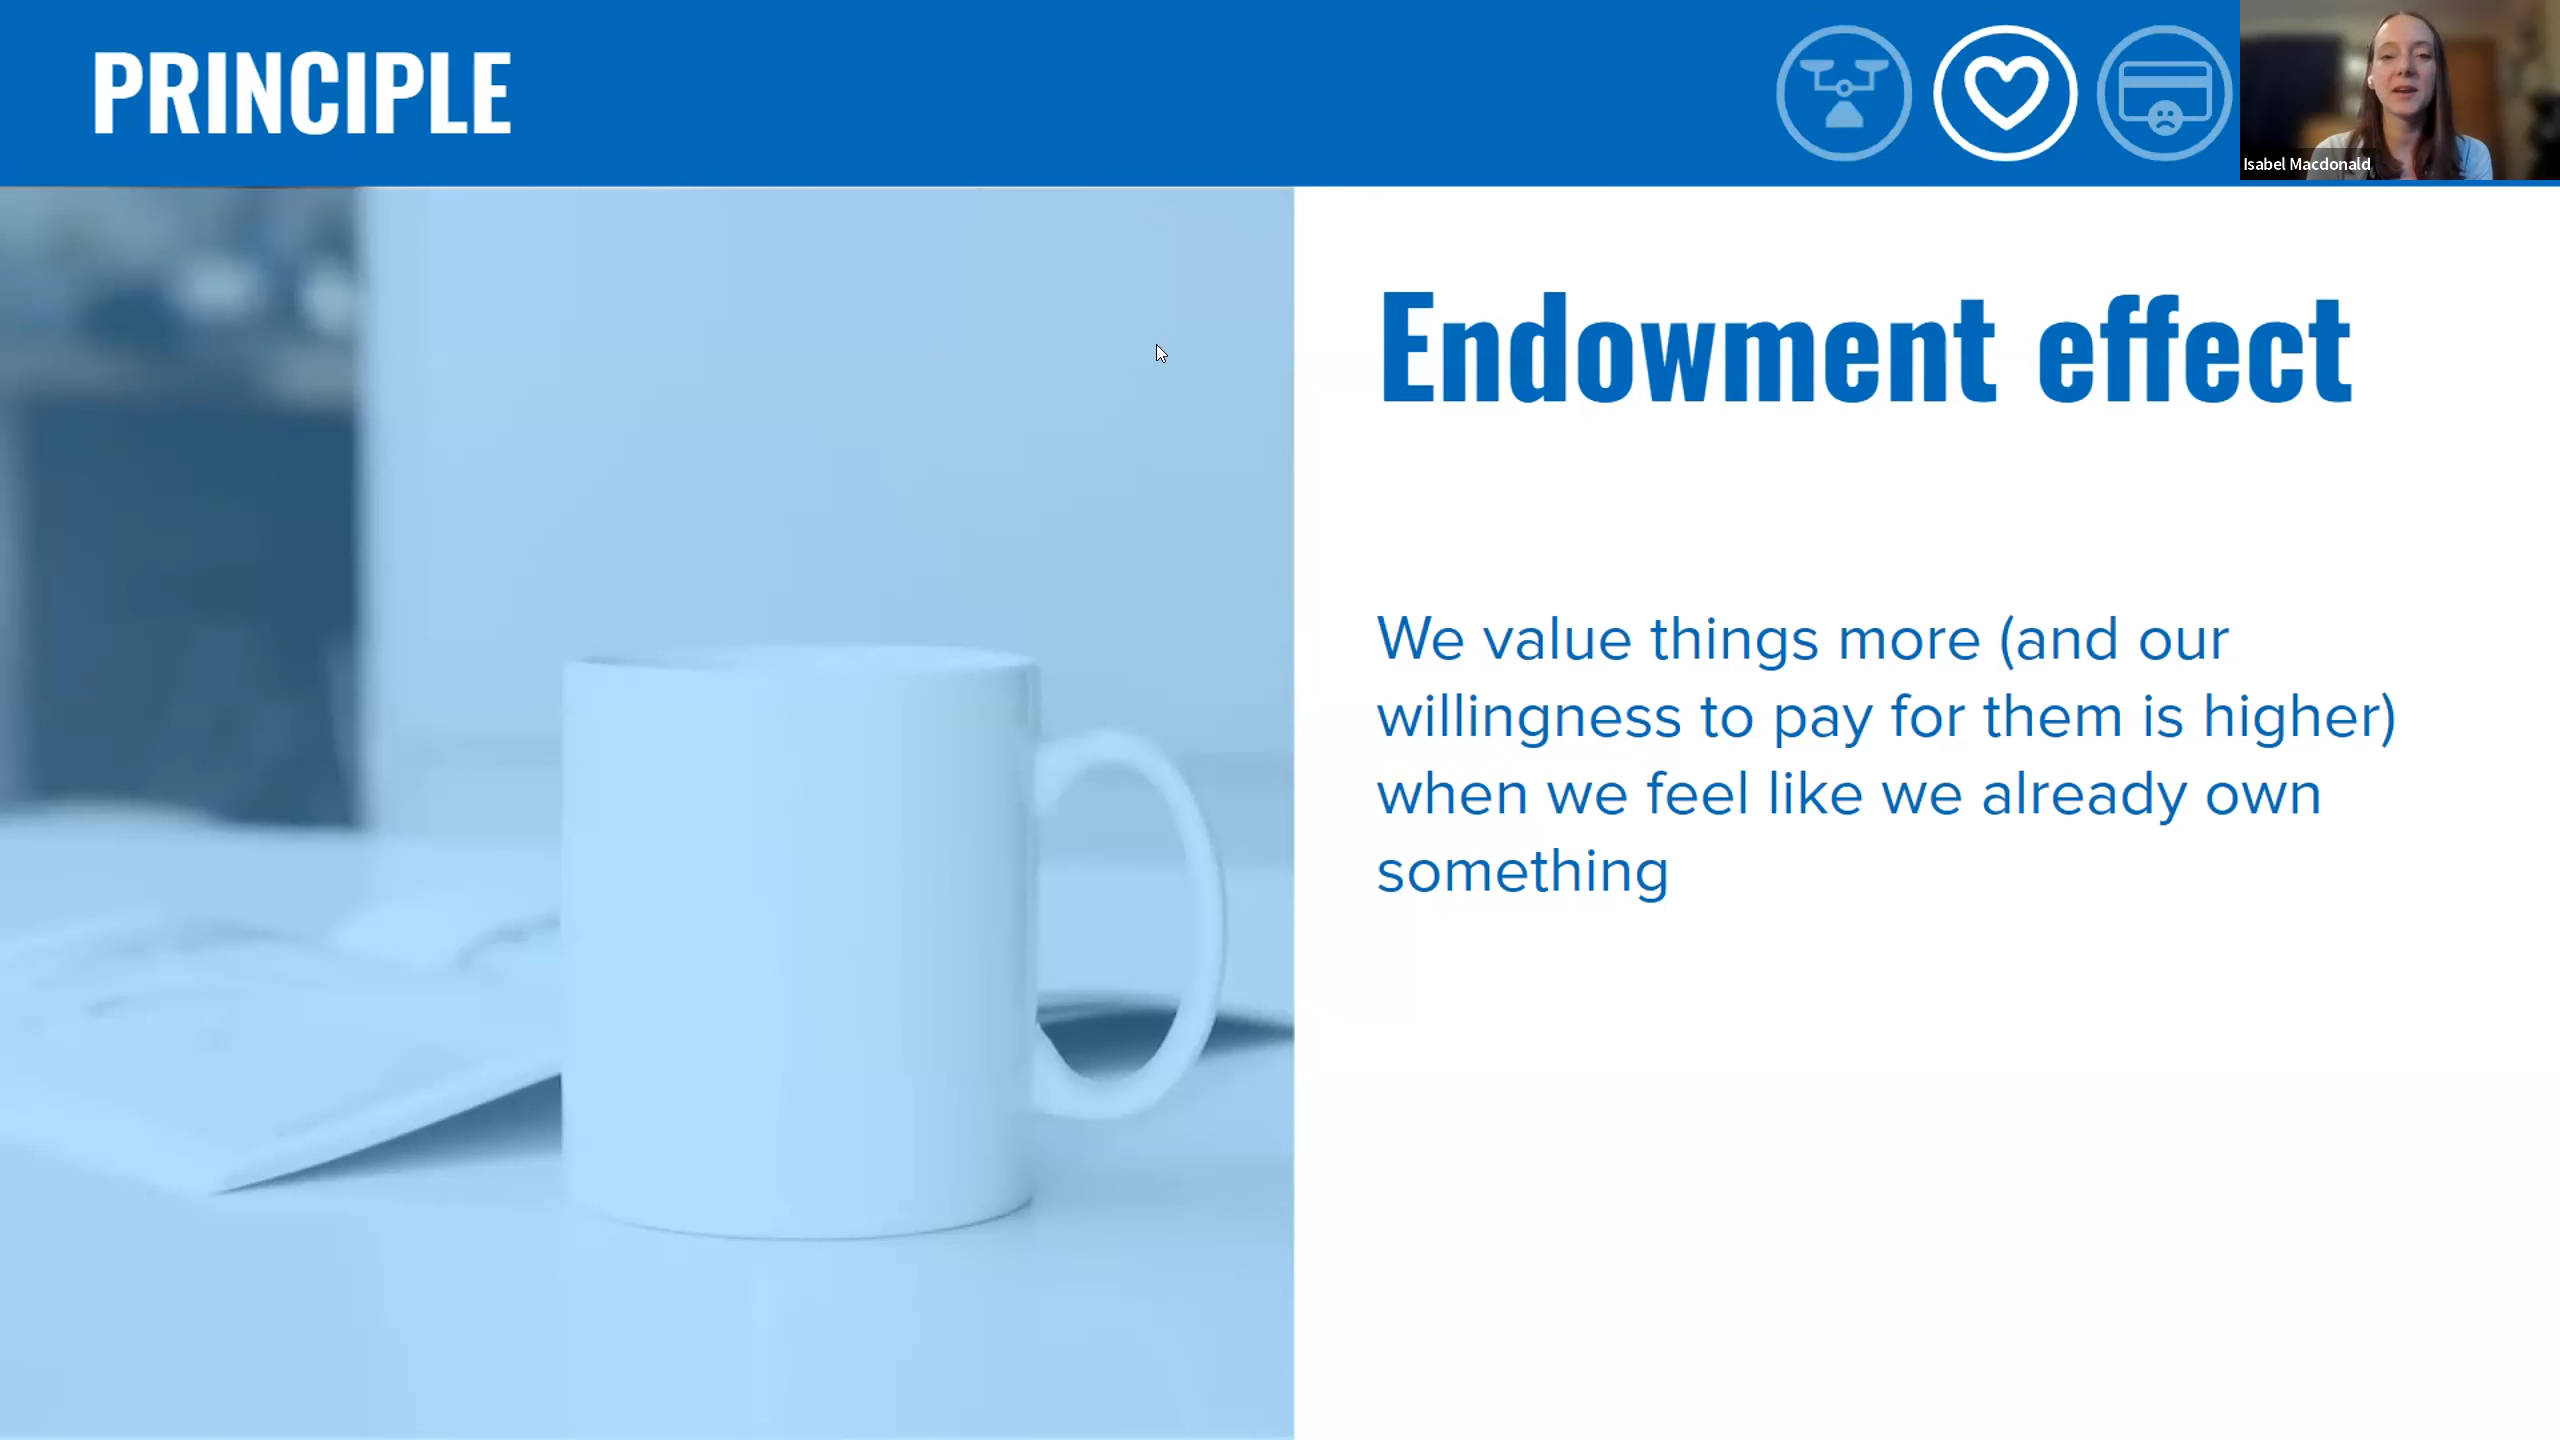 PRINCIPLE
Isabel Macdonald
Endowment effect
We value things more (and our
willingness to pay for them is higher)
when we feel like we already own
something